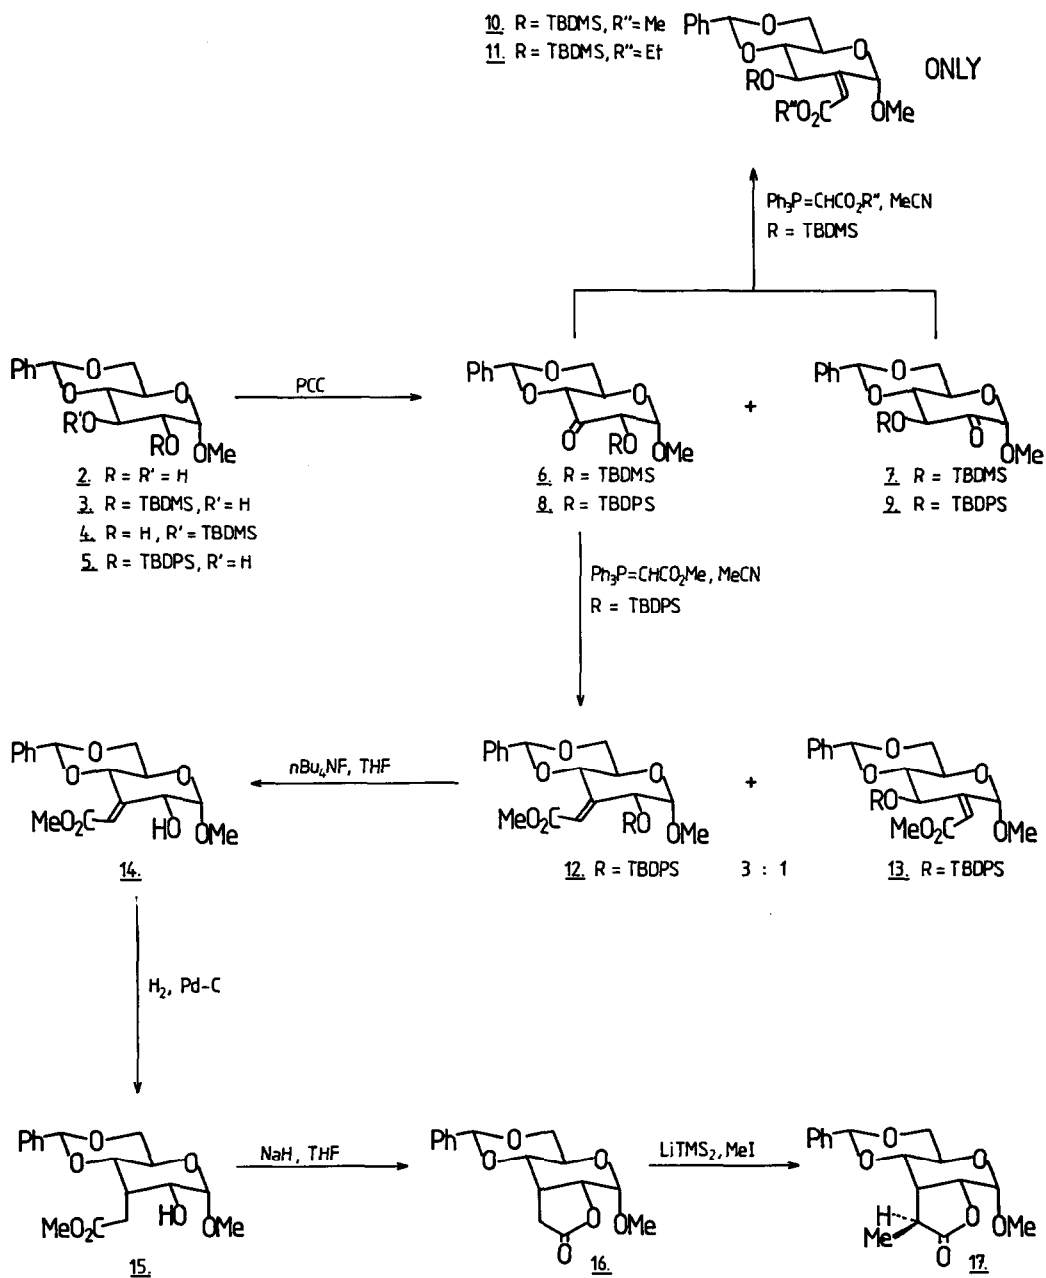 10. R = TBDMS, R″=Me
11. R = TBDMS, R″=Et
Ph O O O
RO
R″O₂C OMe
ONLY
Ph₃P=CHCO₂R″, MeCN
R = TBDMS
Ph O O O
R'O RO OMe
2. R = R' = H
3. R = TBDMS, R' = H
4. R = H, R' = TBDMS
5. R = TBDPS, R' = H
PCC
Ph O O O
O RO OMe
6. R = TBDMS
8. R = TBDPS
+
Ph O O O
RO O OMe
7. R = TBDMS
9. R = TBDPS
Ph₃P=CHCO₂Me, MeCN
R = TBDPS
Ph O O O
MeO₂C HO OMe
14.
nBu₄NF, THF
Ph O O O
MeO₂C RO OMe
12. R = TBDPS
+
3 : 1
Ph O O O
RO
MeO₂C OMe
13. R = TBDPS
H₂, Pd-C
Ph O O O
MeO₂C HO OMe
15.
NaH, THF
Ph O O O
O OMe
O
16.
LiTMS₂, MeI
Ph O O O
H O OMe
Me
O
17.